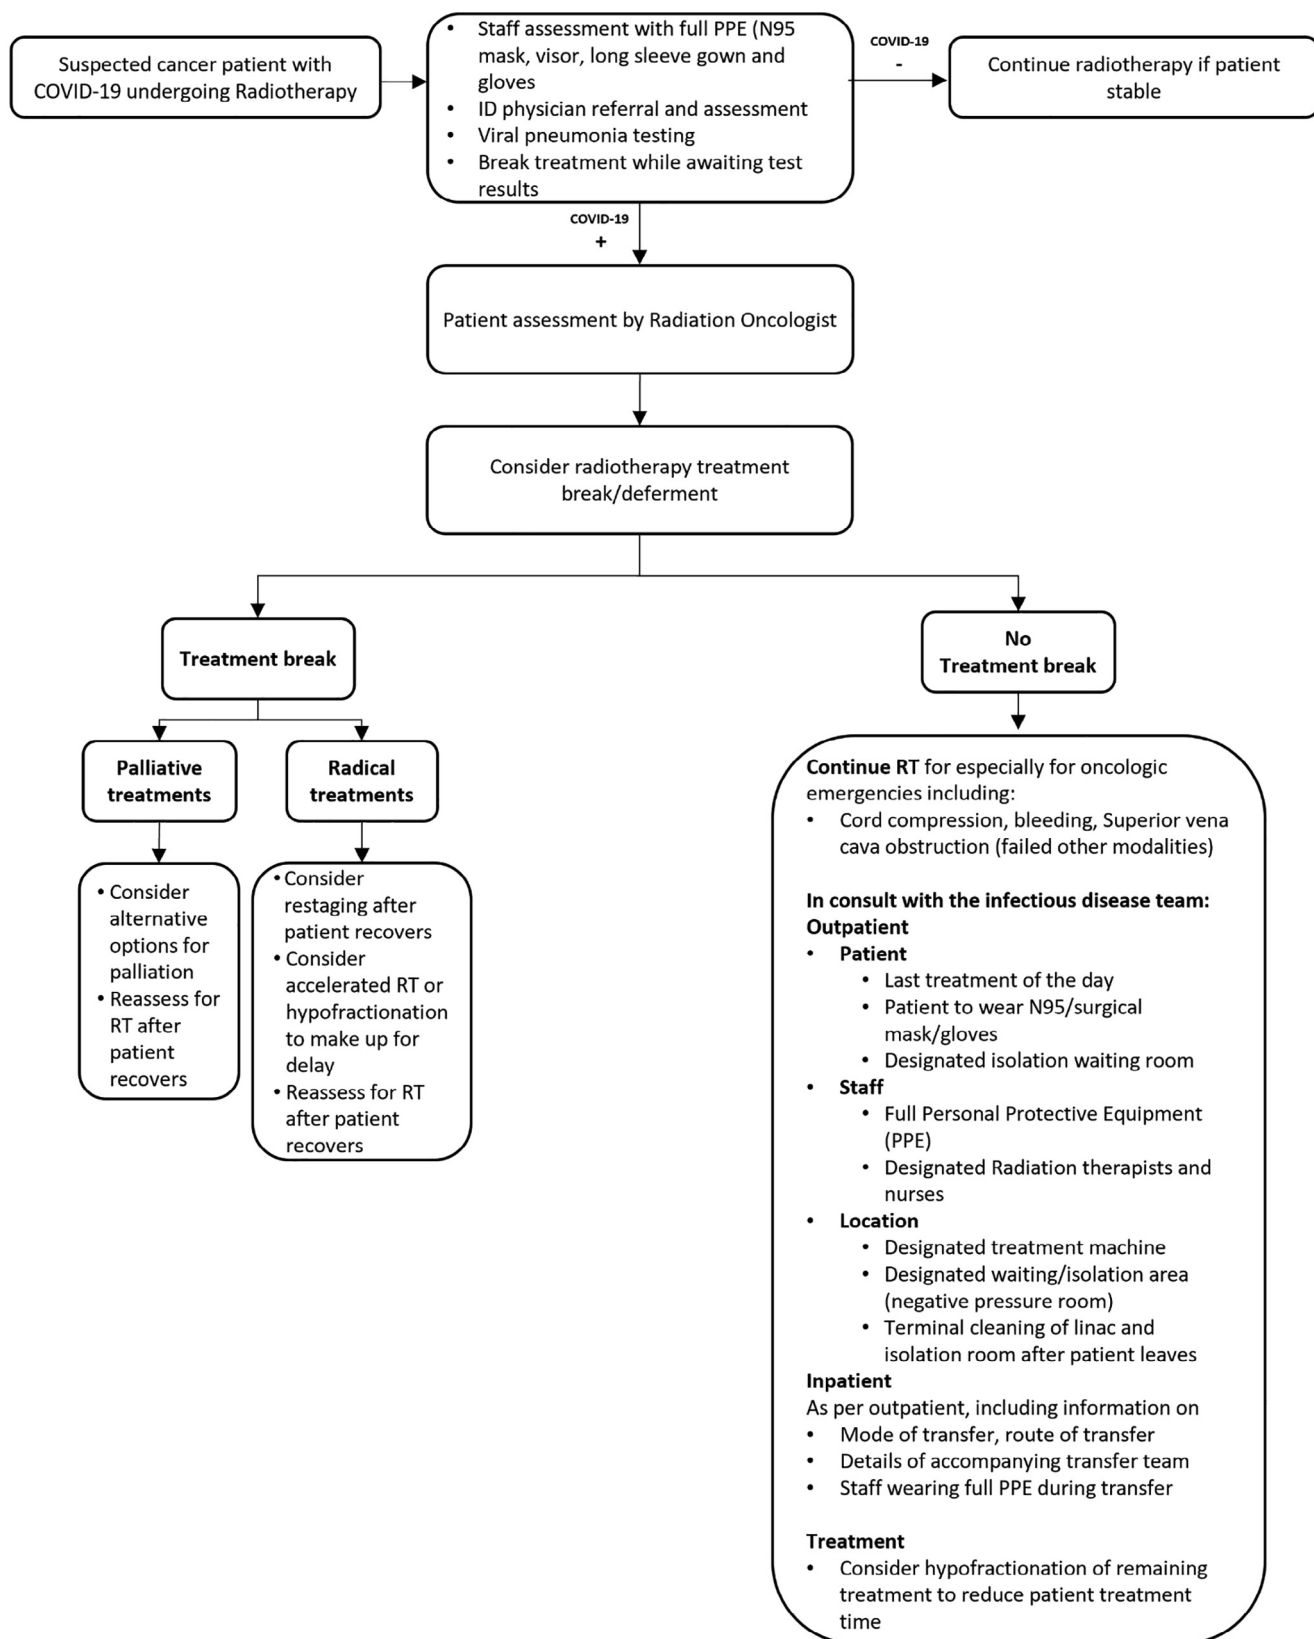 Suspected cancer patient with
COVID-19 undergoing Radiotherapy
• Staff assessment with full PPE (N95
mask, visor, long sleeve gown and
gloves
• ID physician referral and assessment
• Viral pneumonia testing
• Break treatment while awaiting test
results
COVID-19
-
Continue radiotherapy if patient
stable
COVID-19
+
Patient assessment by Radiation Oncologist
Consider radiotherapy treatment
break/deferment
Treatment break
No
Treatment break
Palliative
treatments
Radical
treatments
• Consider
alternative
options for
palliation
• Reassess for
RT after
patient
recovers
• Consider
restaging after
patient recovers
• Consider
accelerated RT or
hypofractionation
to make up for
delay
• Reassess for RT
after patient
recovers
Continue RT for especially for oncologic
emergencies including:
• Cord compression, bleeding, Superior vena
cava obstruction (failed other modalities)
In consult with the infectious disease team:
Outpatient
• Patient
• Last treatment of the day
• Patient to wear N95/surgical
mask/gloves
• Designated isolation waiting room
• Staff
• Full Personal Protective Equipment
(PPE)
• Designated Radiation therapists and
nurses
• Location
• Designated treatment machine
• Designated waiting/isolation area
(negative pressure room)
• Terminal cleaning of linac and
isolation room after patient leaves
Inpatient
As per outpatient, including information on
• Mode of transfer, route of transfer
• Details of accompanying transfer team
• Staff wearing full PPE during transfer
Treatment
• Consider hypofractionation of remaining
treatment to reduce patient treatment
time